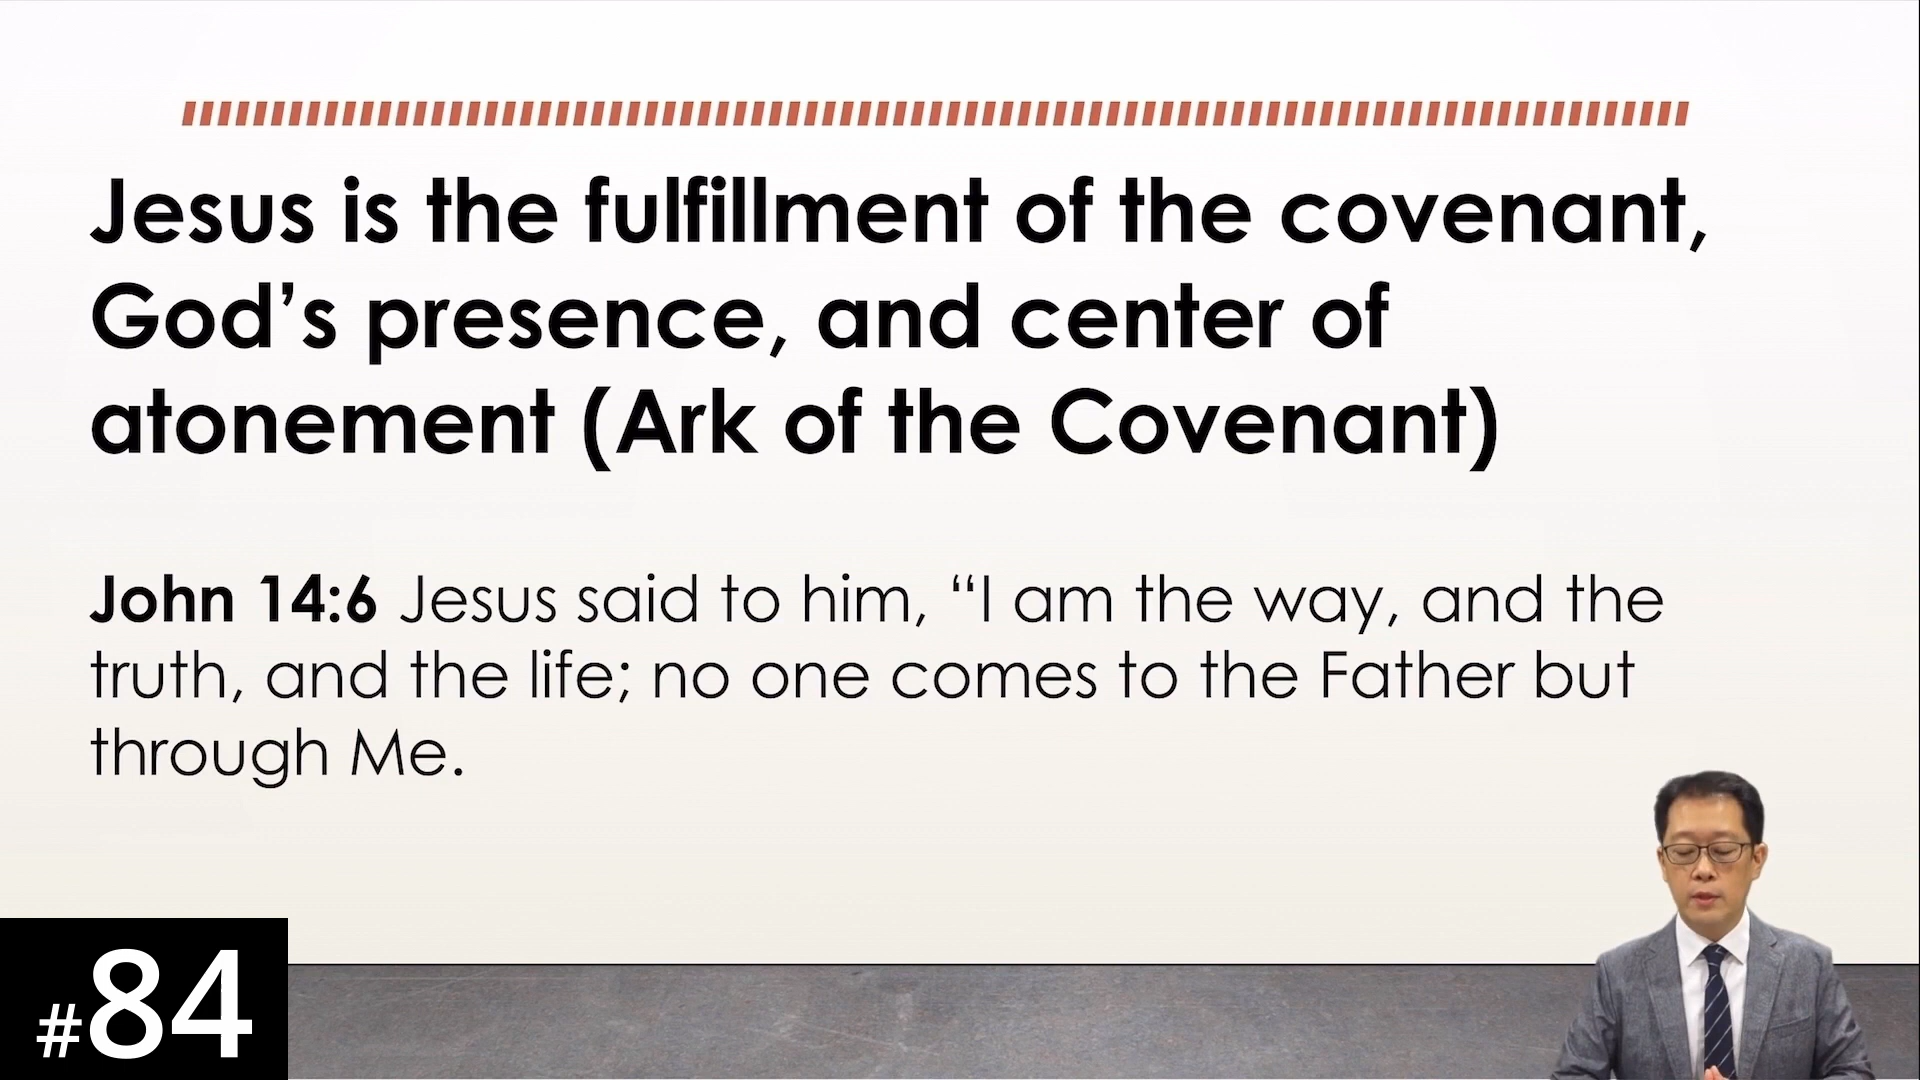 Jesus is the fulfillment of the covenant,
God’s presence, and center of
atonement (Ark of the Covenant)
John 14:6 Jesus said to him, “I am the way, and the
truth, and the life; no one comes to the Father but
through Me.
#84